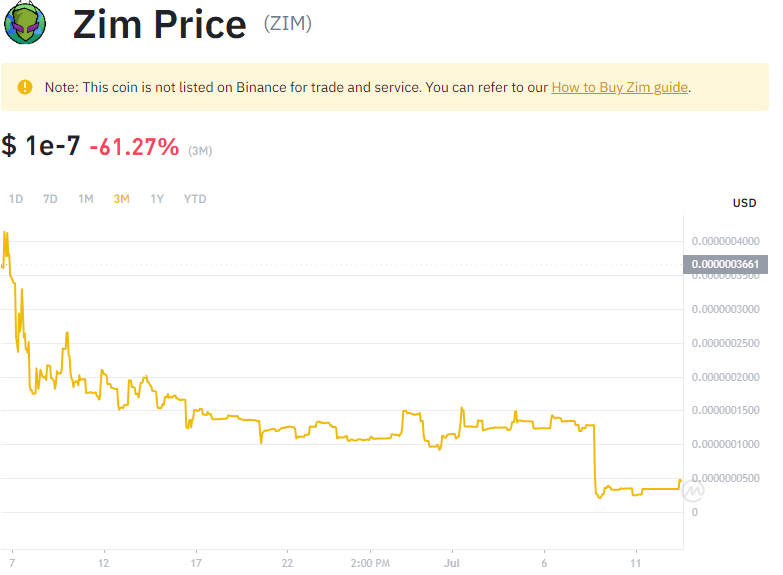 Zim Price (ZIM)
Note: This coin is not listed on Binance for trade and service. You can refer to our How to Buy Zim guide.
$ 1e-7 -61.27% (3M)
1D 7D 1M 3M 1Y YTD
USD
0.0000004000
0.0000003661
0.0000003500
0.0000003000
0.0000002500
0.0000002000
0.0000001500
0.0000001000
0.0000000500
0
7 12 17 22 2:00 PM Jul 6 11